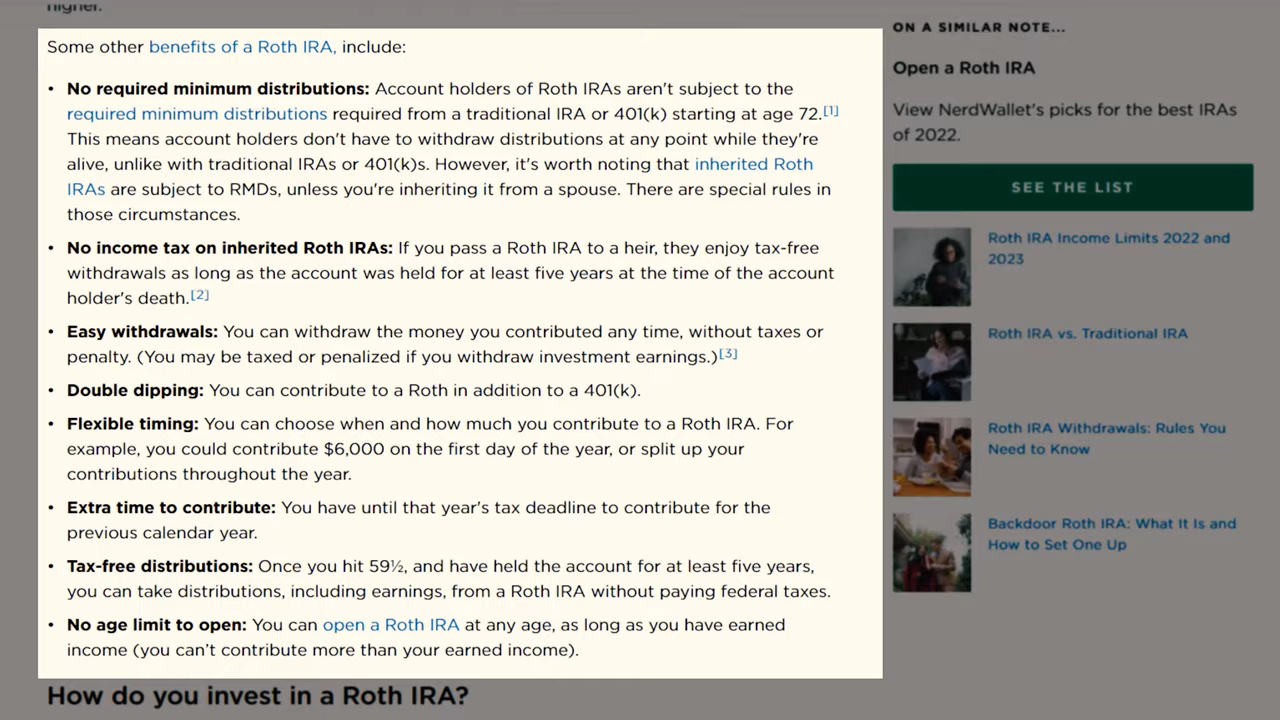 higher.
Some other benefits of a Roth IRA, include:
• No required minimum distributions: Account holders of Roth IRAs aren't subject to the
required minimum distributions required from a traditional IRA or 401(k) starting at age 72.[1]
This means account holders don't have to withdraw distributions at any point while they're
alive, unlike with traditional IRAs or 401(k)s. However, it's worth noting that inherited Roth
IRAs are subject to RMDs, unless you're inheriting it from a spouse. There are special rules in
those circumstances.
• No income tax on inherited Roth IRAs: If you pass a Roth IRA to a heir, they enjoy tax-free
withdrawals as long as the account was held for at least five years at the time of the account
holder's death.[2]
• Easy withdrawals: You can withdraw the money you contributed any time, without taxes or
penalty. (You may be taxed or penalized if you withdraw investment earnings.)[3]
• Double dipping: You can contribute to a Roth in addition to a 401(k).
• Flexible timing: You can choose when and how much you contribute to a Roth IRA. For
example, you could contribute $6,000 on the first day of the year, or split up your
contributions throughout the year.
• Extra time to contribute: You have until that year's tax deadline to contribute for the
previous calendar year.
• Tax-free distributions: Once you hit 59½, and have held the account for at least five years,
you can take distributions, including earnings, from a Roth IRA without paying federal taxes.
• No age limit to open: You can open a Roth IRA at any age, as long as you have earned
income (you can’t contribute more than your earned income).
How do you invest in a Roth IRA?
ON A SIMILAR NOTE...
Open a Roth IRA
View NerdWallet's picks for the best IRAs
of 2022.
SEE THE LIST
Roth IRA Income Limits 2022 and
2023
Roth IRA vs. Traditional IRA
Roth IRA Withdrawals: Rules You
Need to Know
Backdoor Roth IRA: What It Is and
How to Set One Up